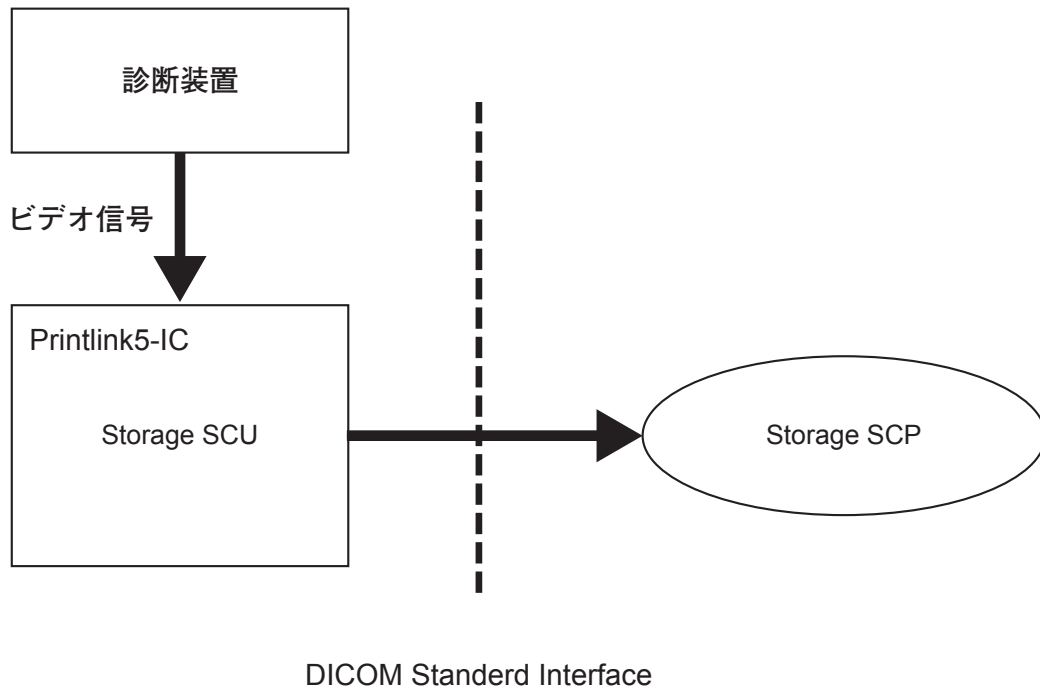 診断装置
ビデオ信号
Printlink5-IC
Storage SCU
Storage SCP
DICOM Standerd Interface